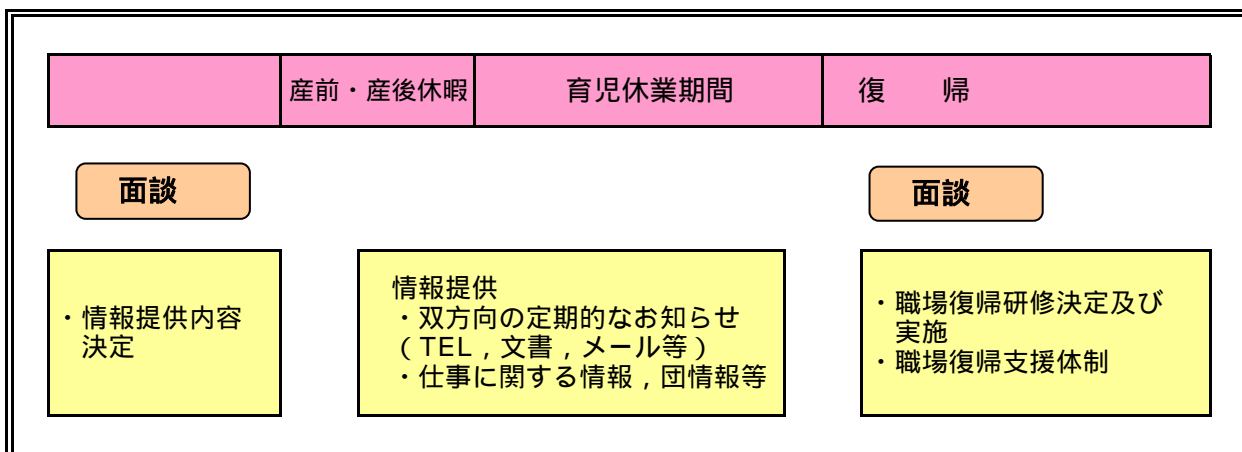 産前・産後休暇 育児休業期間 復　　帰
面談 面談
・情報提供内容
決定
情報提供
・双方向の定期的なお知らせ
（TEL，文書，メール等）
・仕事に関する情報，団情報等
・職場復帰研修決定及び
実施
・職場復帰支援体制